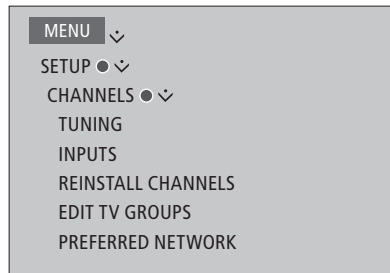 MENU
SETUP
CHANNELS
TUNING
INPUTS
REINSTALL CHANNELS
EDIT TV GROUPS
PREFERRED NETWORK